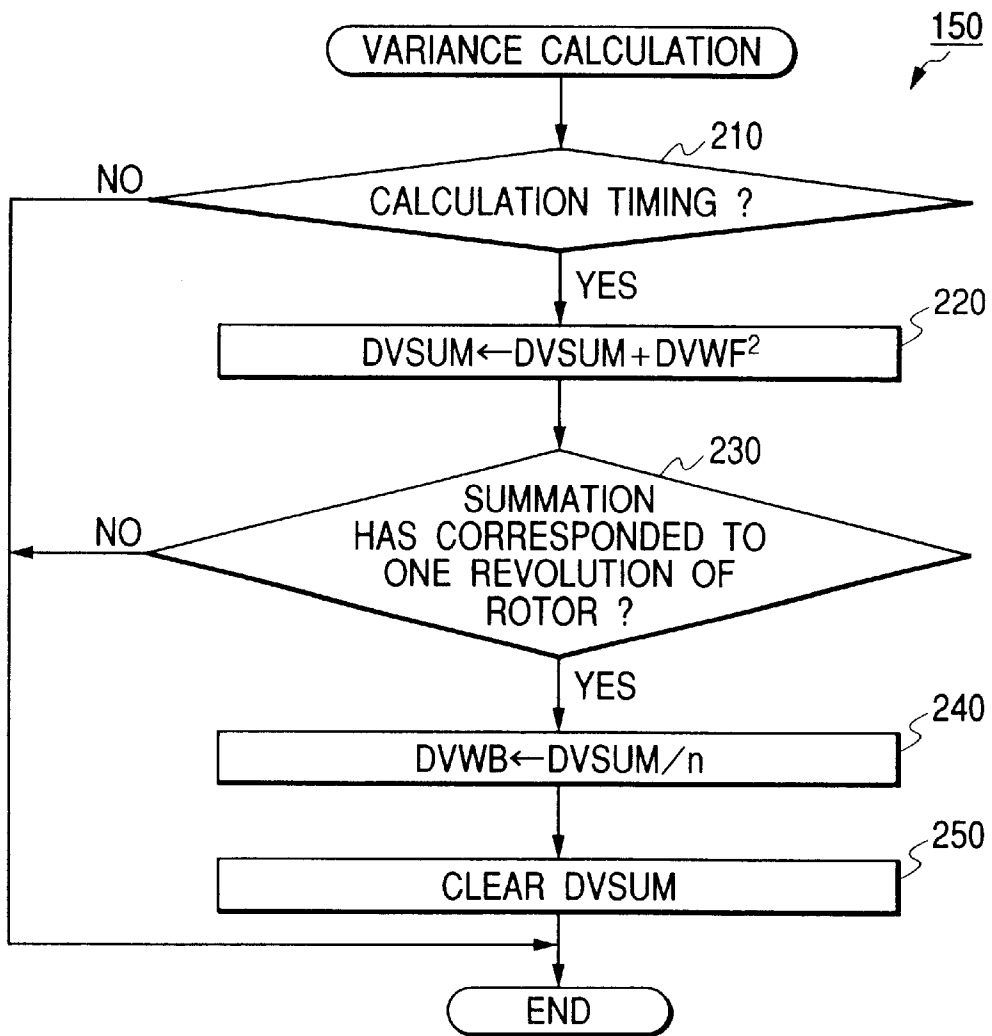 VARIANCE CALCULATION
150
210
NO
CALCULATION TIMING ?
YES
220
DVSUM←DVSUM+DVWF²
230
SUMMATION
HAS CORRESPONDED TO
ONE REVOLUTION OF
ROTOR ?
NO
YES
240
DVWB←DVSUM/n
250
CLEAR DVSUM
END